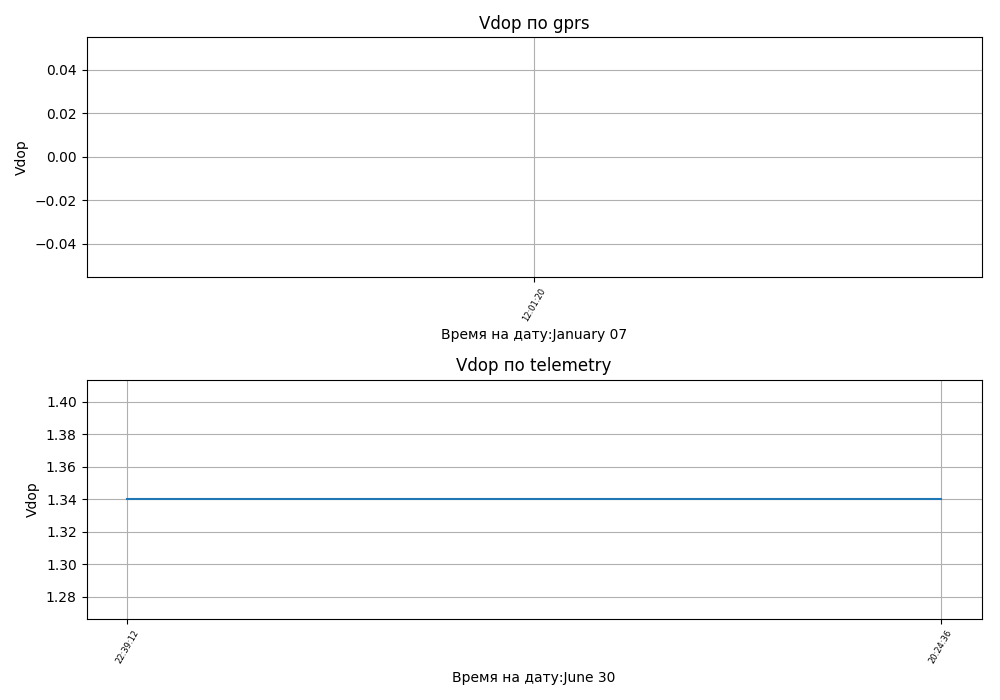 Vdop по gprs
0.04
0.02
0.00
−0.02
−0.04
Vdop
12:01:20
Время на дату:January 07
Vdop по telemetry
1.40
1.38
1.36
1.34
1.32
1.30
1.28
Vdop
22:39:12
20:24:36
Время на дату:June 30